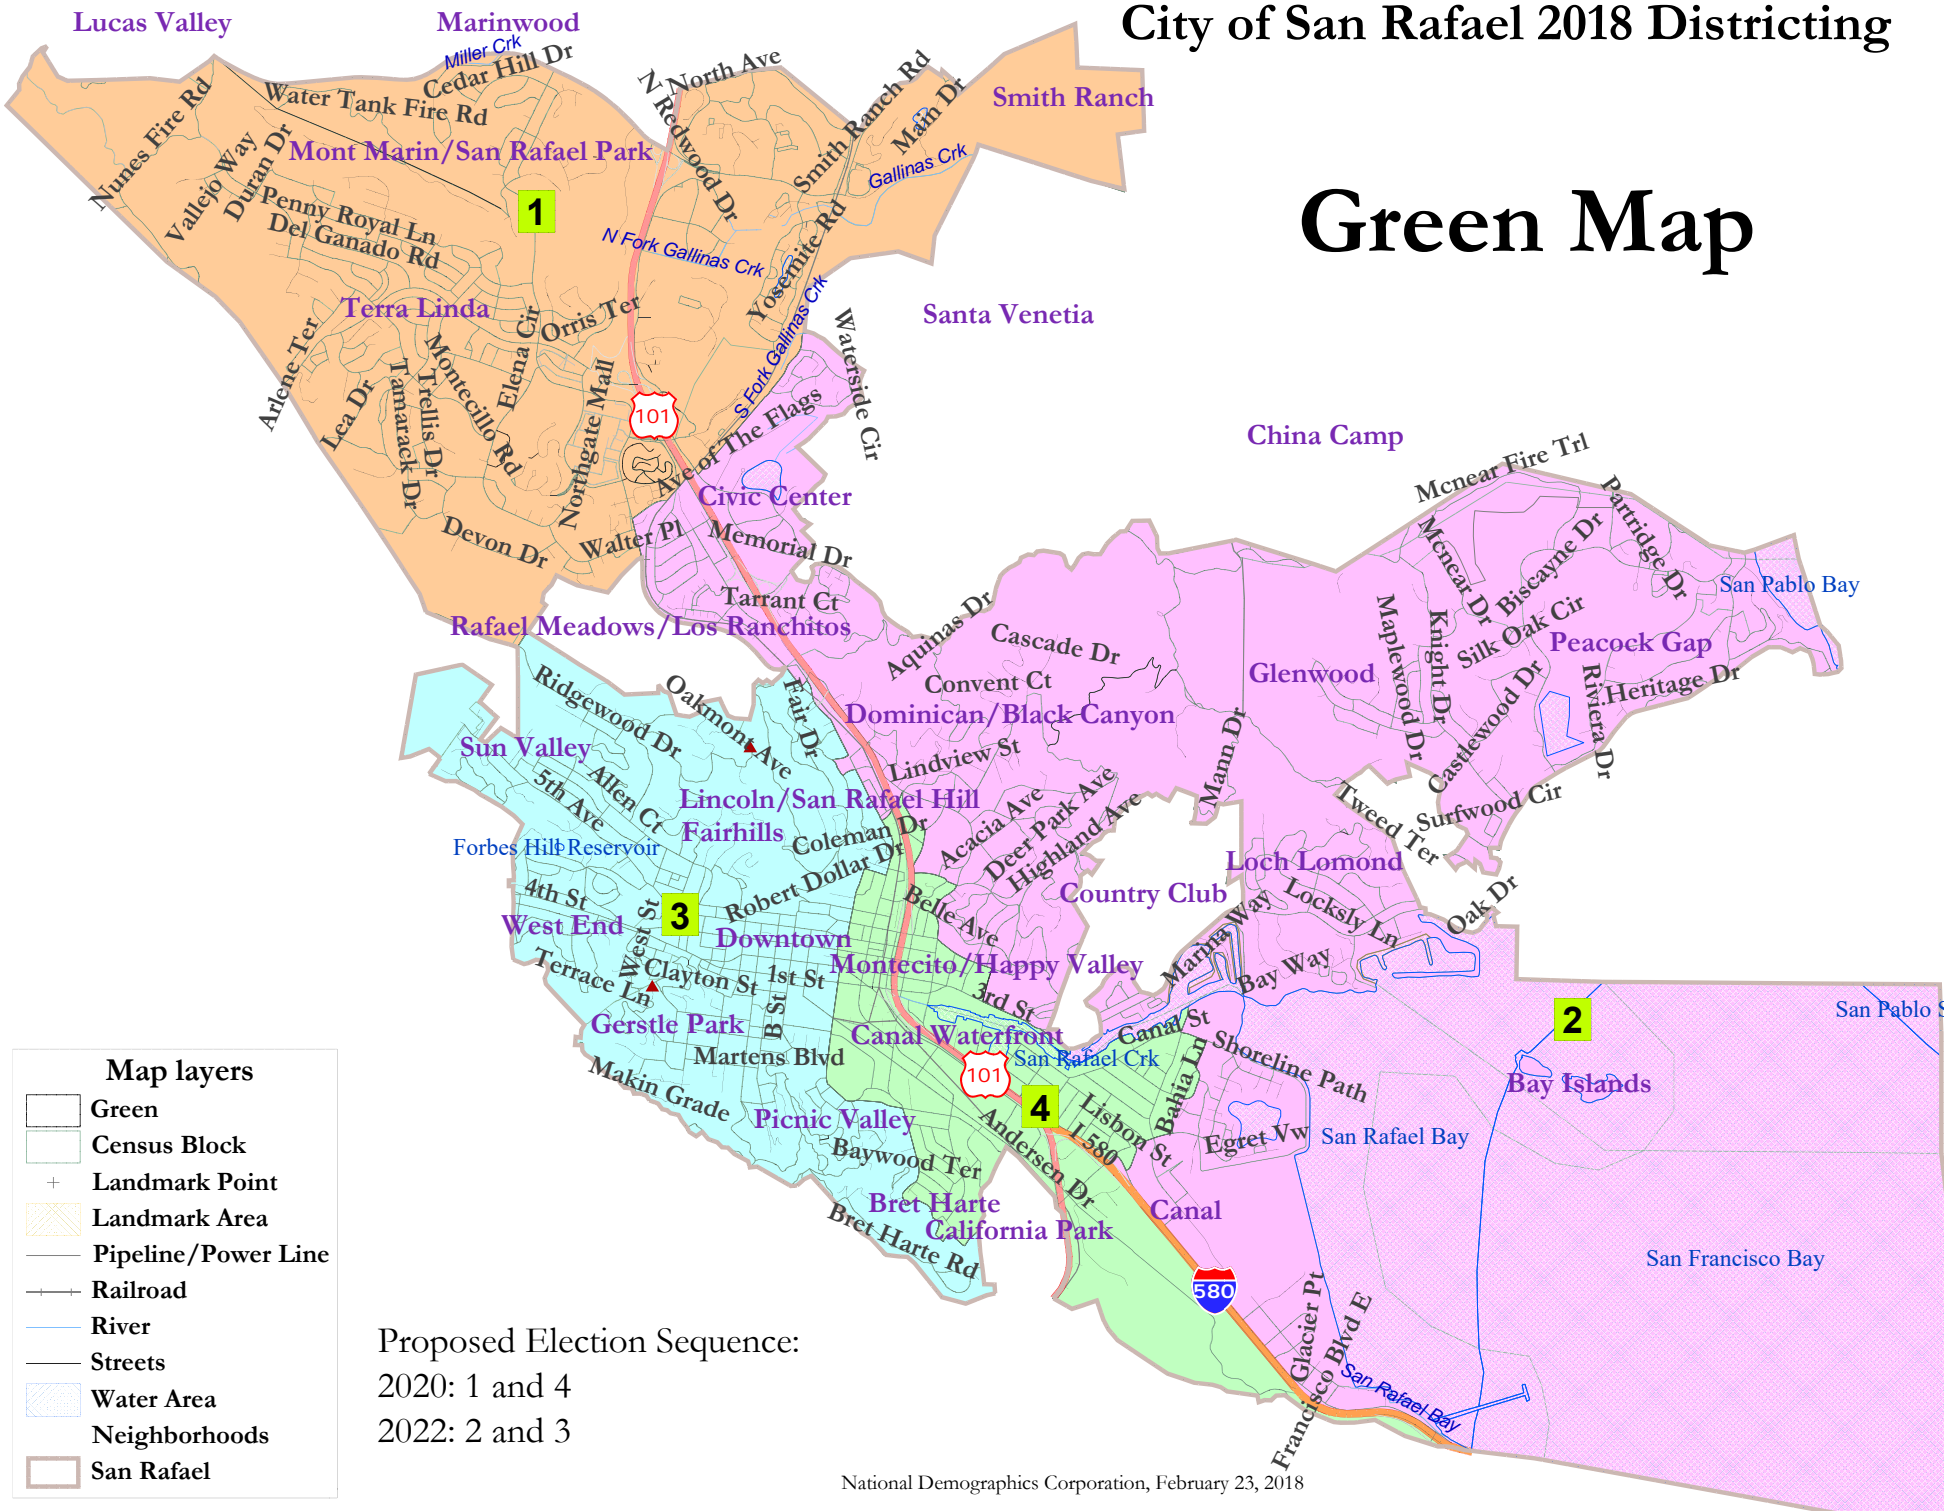 City of San Rafael 2018 Districting
Green Map
Lucas Valley
Marinwood
Miller Crk
Cedar Hill Dr
North Ave
N Redwood Dr
Smith Ranch Rd
Main Dr
Smith Ranch
Nunes Fire Rd
Water Tank Fire Rd
Mont Marin/San Rafael Park
Gallinas Crk
Vallejo Way
Duran Dr
Penny Royal Ln
Del Ganado Rd
1
N Fork Gallinas Crk
Yosemite Rd
S Fork Gallinas Crk
Terra Linda
Orris Ter
Santa Venetia
Arlene Ter
Lea Dr
Tamarack Dr
Trellis Dr
Montecillo Rd
Elena Cir
Northgate Mall
101
Waterside Cir
Ave of The Flags
Civic Center
China Camp
Mcnear Fire Trl
Partridge Dr
Devon Dr
Walter Pl
Memorial Dr
Mcnear Dr
Biscayne Dr
San Pablo Bay
Tarrant Ct
Rafael Meadows/Los Ranchitos
Aquinas Dr
Cascade Dr
Maplewood Dr
Knight Dr
Silk Oak Cir
Peacock Gap
Ridgewood Dr
Oakmont Ave
Fair Dr
Convent Ct
Glenwood
Castlewood Dr
Riviera Dr
Heritage Dr
Dominican/Black Canyon
Sun Valley
5th Ave
Allen Ct
Lindview St
Mann Dr
Lincoln/San Rafael Hill
Fairhills
Coleman Dr
Acacia Ave
Deer Park Ave
Highland Ave
Tweed Ter
Surfwood Cir
Forbes Hill Reservoir
Robert Dollar Dr
Loch Lomond
4th St
West End
West St
3
Belle Ave
Country Club
Locksly Ln
Oak Dr
Downtown
Marina Way
Montecito/Happy Valley
Terrace Ln
Clayton St
1st St
Bay Way
3rd St
B St
Gerstle Park
Canal Waterfront
Canal St
2
San Pablo
Martens Blvd
San Rafael Crk
Shoreline Path
Makin Grade
101
Bahia Ln
Bay Islands
4
Picnic Valley
Lisbon St
I-580
Egret Vw
San Rafael Bay
Baywood Ter
Andersen Dr
Bret Harte
California Park
Canal
Bret Harte Rd
San Francisco Bay
580
Glacier Pt
Francisco Blvd E
San Rafael Bay
Map layers
Green
Census Block
Landmark Point
Landmark Area
Pipeline/Power Line
Railroad
River
Streets
Water Area
Neighborhoods
San Rafael
Proposed Election Sequence:
2020: 1 and 4
2022: 2 and 3
National Demographics Corporation, February 23, 2018